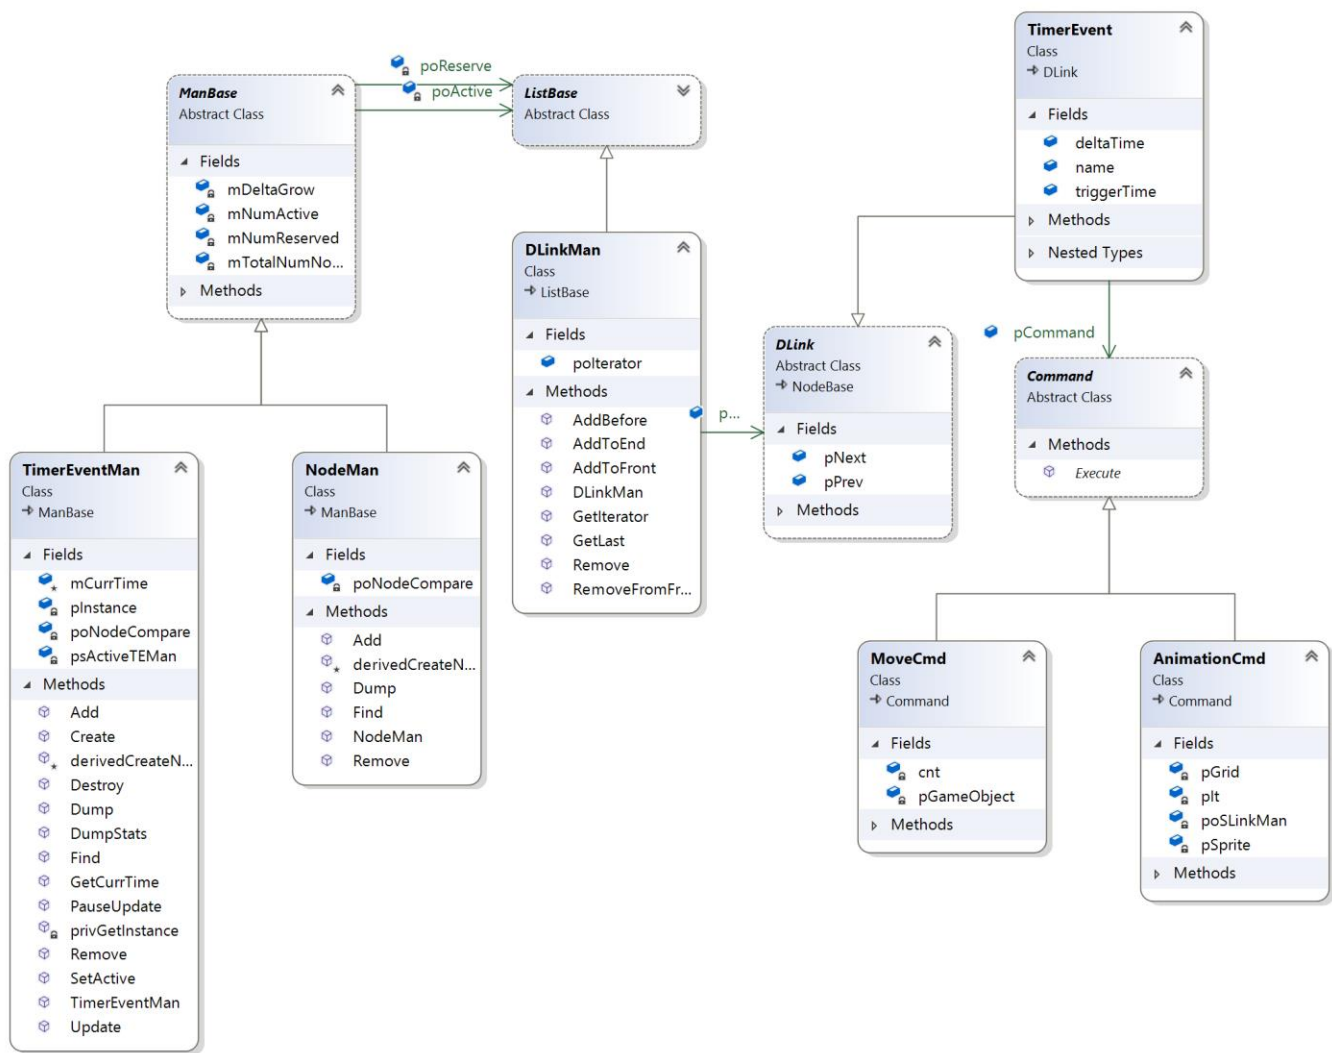 poReserve
poActive
ManBase
Abstract Class
Fields
mDeltaGrow
mNumActive
mNumReserved
mTotalNumNo...
Methods
ListBase
Abstract Class
TimerEvent
Class
DLink
Fields
deltaTime
name
triggerTime
Methods
Nested Types
DLinkMan
Class
ListBase
Fields
poIterator
Methods
AddBefore
AddToEnd
AddToFront
DLinkMan
GetIterator
GetLast
Remove
RemoveFromFr...
p...
DLink
Abstract Class
NodeBase
Fields
pNext
pPrev
Methods
pCommand
Command
Abstract Class
Methods
Execute
TimerEventMan
Class
ManBase
Fields
mCurrTime
pInstance
poNodeCompare
psActiveTEMan
Methods
Add
Create
derivedCreateN...
Destroy
Dump
DumpStats
Find
GetCurrTime
PauseUpdate
privGetInstance
Remove
SetActive
TimerEventMan
Update
NodeMan
Class
ManBase
Fields
poNodeCompare
Methods
Add
derivedCreateN...
Dump
Find
NodeMan
Remove
MoveCmd
Class
Command
Fields
cnt
pGameObject
Methods
AnimationCmd
Class
Command
Fields
pGrid
pIt
poSLinkMan
pSprite
Methods